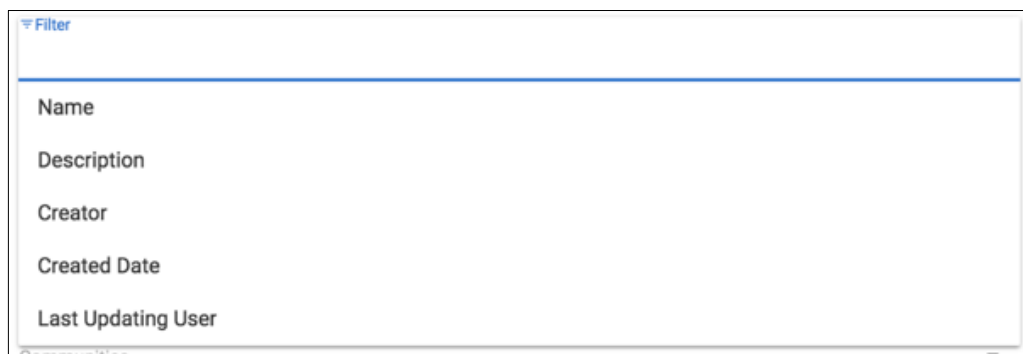 Filter
Name
Description
Creator
Created Date
Last Updating User